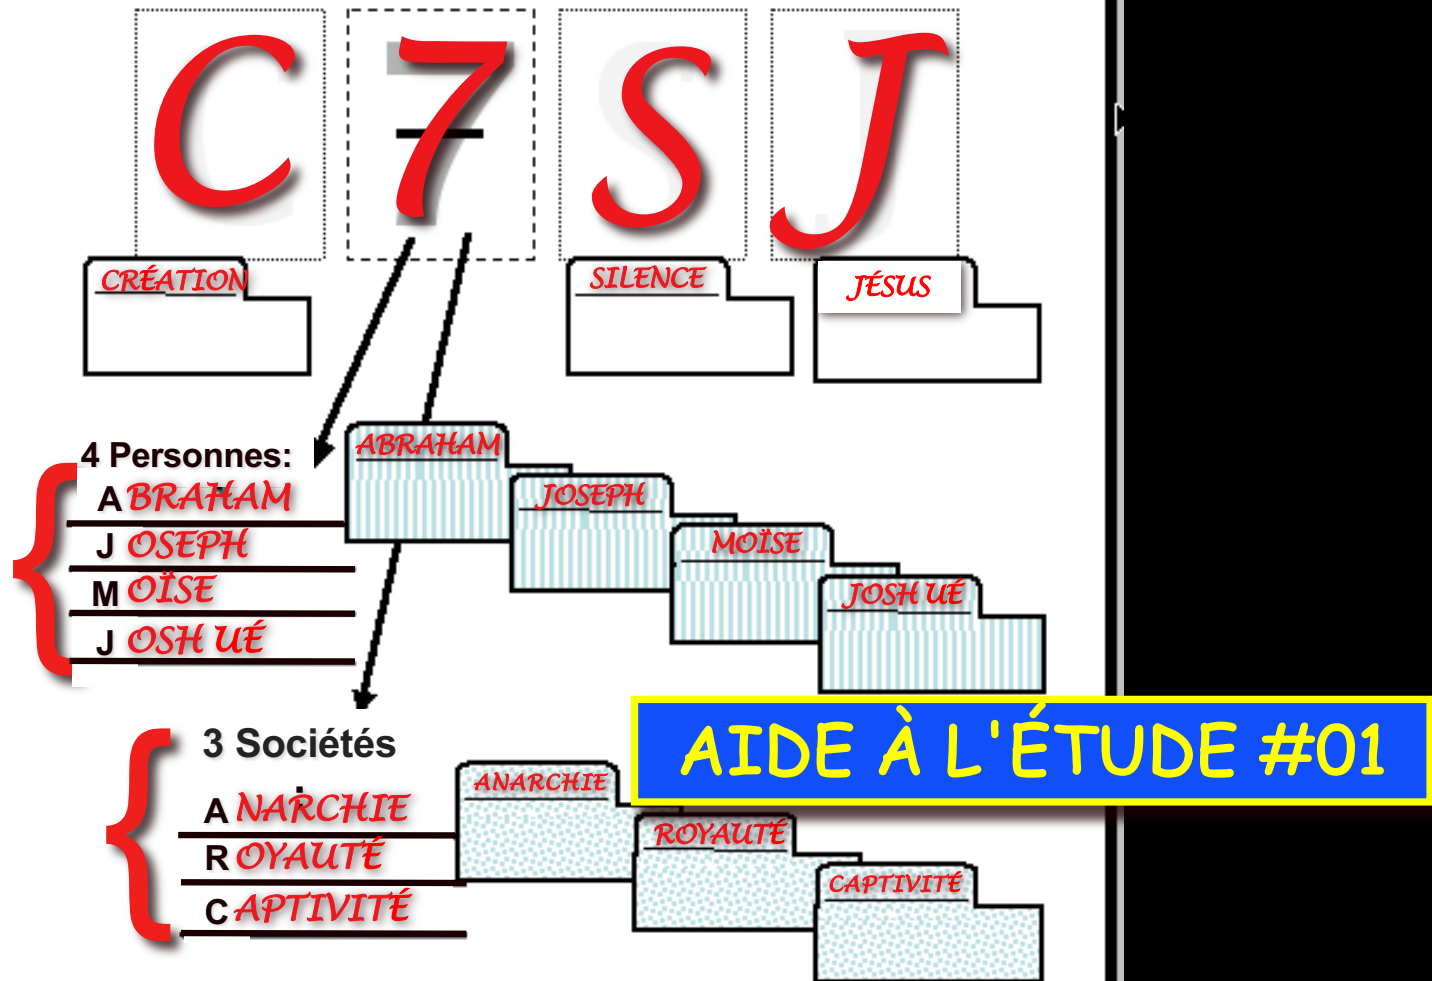 C 7 S J
CRÉATION
SILENCE
JÉSUS
4 Personnes:
A BRAHAM
J OSEPH
M OÏSE
J OSH UÉ
ABRAHAM
JOSEPH
MOÏSE
JOSH UÉ
AIDE À L'ÉTUDE #01
3 Sociétés
:
A NARCHIE
R OYAUTÉ
C APTIVITÉ
ANARCHIE
ROYAUTÉ
CAPTIVITÉ